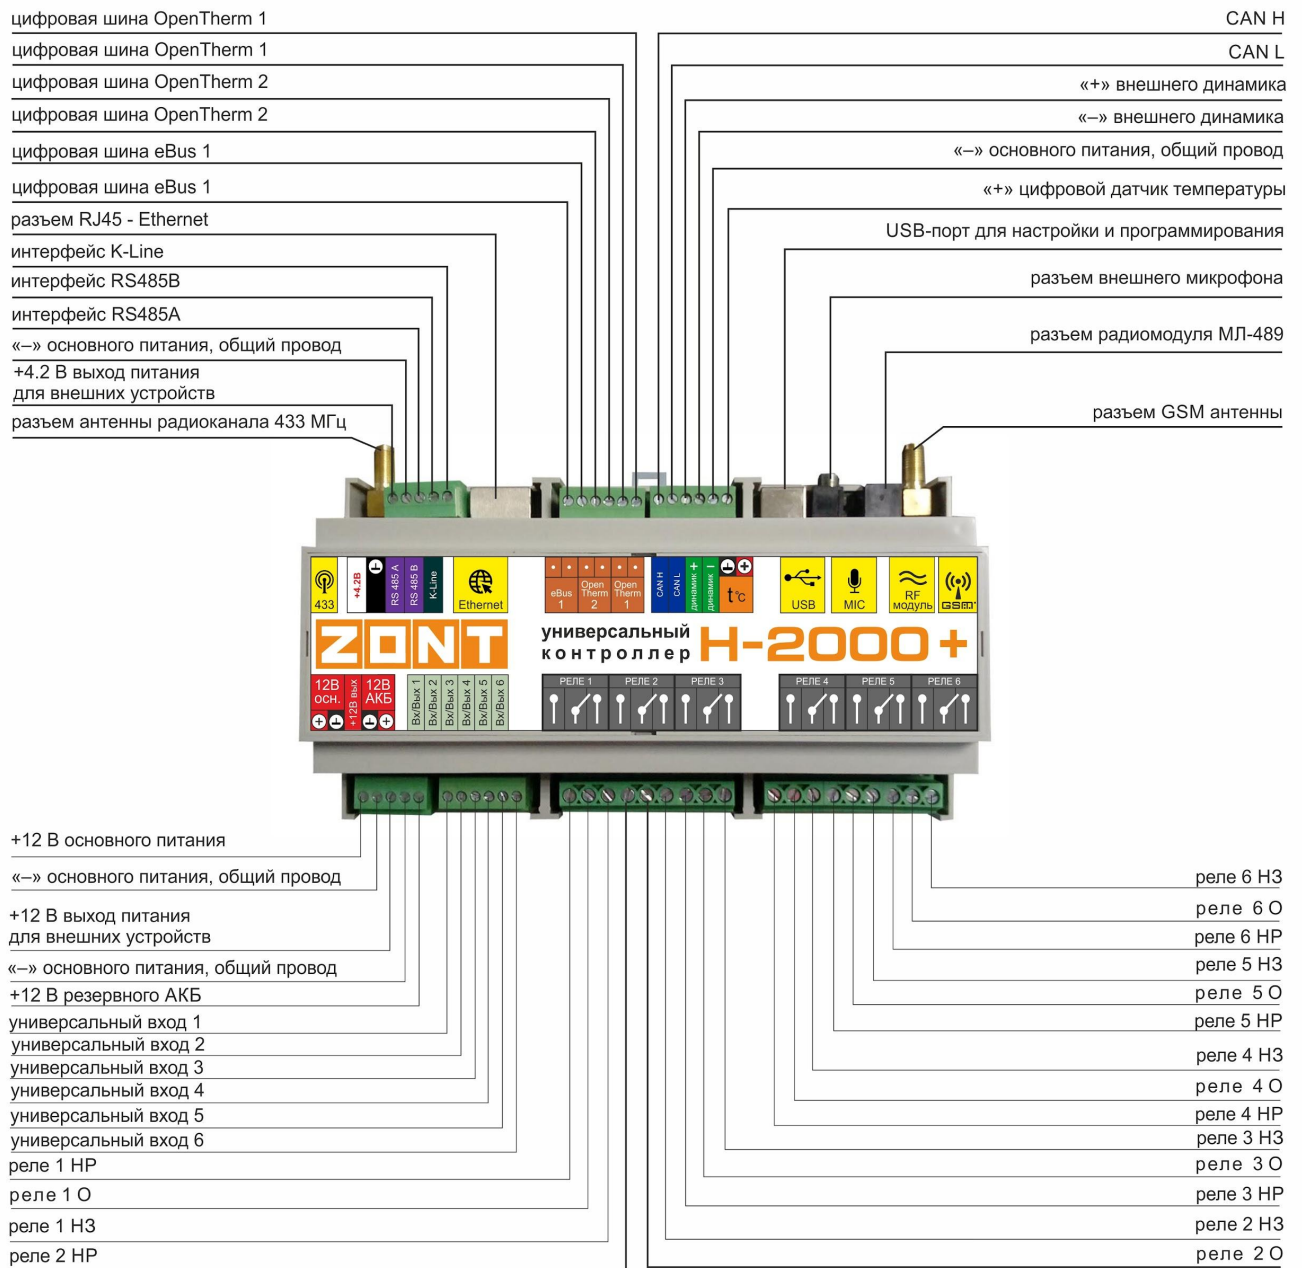 цифровая шина OpenTherm 1
цифровая шина OpenTherm 1
цифровая шина OpenTherm 2
цифровая шина OpenTherm 2
цифровая шина eBus 1
цифровая шина eBus 1
разъем RJ45 - Ethernet
интерфейс K-Line
интерфейс RS485B
интерфейс RS485A
«–» основного питания, общий провод
+4.2 В выход питания
для внешних устройств
разъем антенны радиоканала 433 МГц
CAN H
CAN L
«+» внешнего динамика
«–» внешнего динамика
«–» основного питания, общий провод
«+» цифровой датчик температуры
USB-порт для настройки и программирования
разъем внешнего микрофона
разъем радиомодуля МЛ-489
разъем GSM антенны
433
+4.2В
RS 485 A
RS 485 B
K-Line
Ethernet
eBus
1
Open
Therm
2
Open
Therm
1
CAN H
CAN L
динамик +
динамик –
t°C
USB
MIC
RF
модуль
GSM
ZONT
универсальный
контроллер
H-2000+
12В
осн.
+12В вых
12В
АКБ
Вх/Вых 1
Вх/Вых 2
Вх/Вых 3
Вх/Вых 4
Вх/Вых 5
Вх/Вых 6
РЕЛЕ 1
РЕЛЕ 2
РЕЛЕ 3
РЕЛЕ 4
РЕЛЕ 5
РЕЛЕ 6
+12 В основного питания
«–» основного питания, общий провод
+12 В выход питания
для внешних устройств
«–» основного питания, общий провод
+12 В резервного АКБ
универсальный вход 1
универсальный вход 2
универсальный вход 3
универсальный вход 4
универсальный вход 5
универсальный вход 6
реле 1 НР
реле 1 О
реле 1 НЗ
реле 2 НР
реле 6 НЗ
реле 6 О
реле 6 НР
реле 5 НЗ
реле 5 О
реле 5 НР
реле 4 НЗ
реле 4 О
реле 4 НР
реле 3 НЗ
реле 3 О
реле 3 НР
реле 2 НЗ
реле 2 О